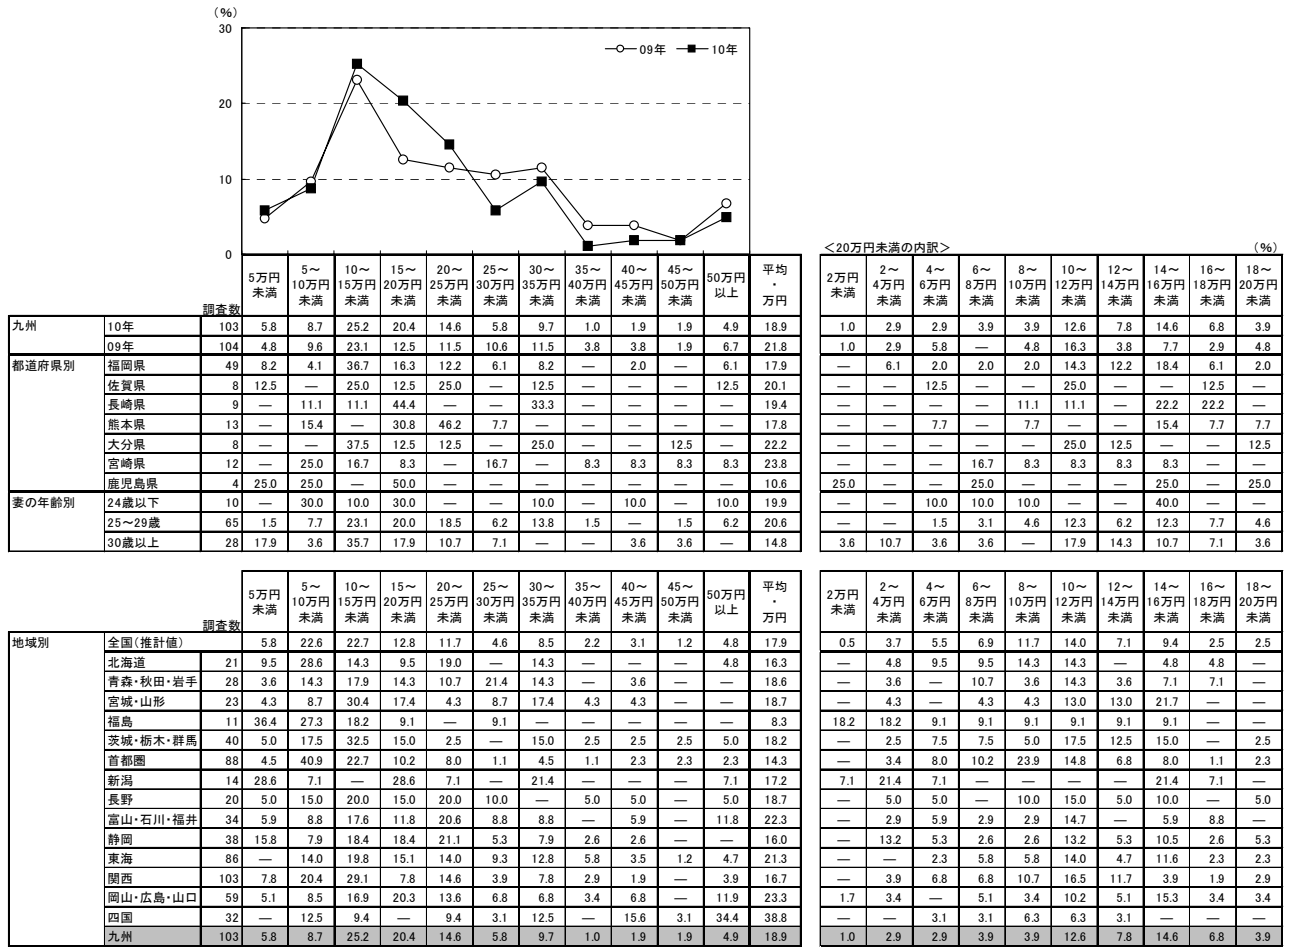 (%)
30
20
10
0
09年 10年
<20万円未満の内訳> (%)
調査数 5万円未満 5～10万円未満 10～15万円未満 15～20万円未満 20～25万円未満 25～30万円未満 30～35万円未満 35～40万円未満 40～45万円未満 45～50万円未満 50万円以上 平均・万円 2万円未満 2～4万円未満 4～6万円未満 6～8万円未満 8～10万円未満 10～12万円未満 12～14万円未満 14～16万円未満 16～18万円未満 18～20万円未満
九州 10年 103 5.8 8.7 25.2 20.4 14.6 5.8 9.7 1.0 1.9 1.9 4.9 18.9 1.0 2.9 2.9 3.9 3.9 12.6 7.8 14.6 6.8 3.9
09年 104 4.8 9.6 23.1 12.5 11.5 10.6 11.5 3.8 3.8 1.9 6.7 21.8 1.0 2.9 5.8 — 4.8 16.3 3.8 7.7 2.9 4.8
都道府県別 福岡県 49 8.2 4.1 36.7 16.3 12.2 6.1 8.2 — 2.0 — 6.1 17.9 — 6.1 2.0 2.0 2.0 14.3 12.2 18.4 6.1 2.0
佐賀県 8 12.5 — 25.0 12.5 25.0 — 12.5 — — — 12.5 20.1 — — 12.5 — — 25.0 — — 12.5 —
長崎県 9 — 11.1 11.1 44.4 — — 33.3 — — — — 19.4 — — — — 11.1 11.1 — 22.2 22.2 —
熊本県 13 — 15.4 — 30.8 46.2 7.7 — — — — — 17.8 — — 7.7 — 7.7 — — 15.4 7.7 7.7
大分県 8 — — 37.5 12.5 12.5 — 25.0 — — 12.5 — 22.2 — — — — — 25.0 12.5 — — 12.5
宮崎県 12 — 25.0 16.7 8.3 — 16.7 — 8.3 8.3 8.3 8.3 23.8 — — — 16.7 8.3 8.3 8.3 8.3 — —
鹿児島県 4 25.0 25.0 — 50.0 — — — — — — — 10.6 25.0 — — 25.0 — — — 25.0 — 25.0
妻の年齢別 24歳以下 10 — 30.0 10.0 30.0 — — 10.0 — 10.0 — 10.0 19.9 — — 10.0 10.0 10.0 — — 40.0 — —
25～29歳 65 1.5 7.7 23.1 20.0 18.5 6.2 13.8 1.5 — 1.5 6.2 20.6 — — 1.5 3.1 4.6 12.3 6.2 12.3 7.7 4.6
30歳以上 28 17.9 3.6 35.7 17.9 10.7 7.1 — — 3.6 3.6 — 14.8 3.6 10.7 3.6 3.6 — 17.9 14.3 10.7 7.1 3.6
調査数 5万円未満 5～10万円未満 10～15万円未満 15～20万円未満 20～25万円未満 25～30万円未満 30～35万円未満 35～40万円未満 40～45万円未満 45～50万円未満 50万円以上 平均・万円 2万円未満 2～4万円未満 4～6万円未満 6～8万円未満 8～10万円未満 10～12万円未満 12～14万円未満 14～16万円未満 16～18万円未満 18～20万円未満
地域別 全国(推計値) 5.8 22.6 22.7 12.8 11.7 4.6 8.5 2.2 3.1 1.2 4.8 17.9 0.5 3.7 5.5 6.9 11.7 14.0 7.1 9.4 2.5 2.5
北海道 21 9.5 28.6 14.3 9.5 19.0 — 14.3 — — — 4.8 16.3 — 4.8 9.5 9.5 14.3 14.3 — 4.8 4.8 —
青森・秋田・岩手 28 3.6 14.3 17.9 14.3 10.7 21.4 14.3 — 3.6 — — 18.6 — 3.6 — 10.7 3.6 14.3 3.6 7.1 7.1 —
宮城・山形 23 4.3 8.7 30.4 17.4 4.3 8.7 17.4 4.3 4.3 — — 18.7 — 4.3 — 4.3 4.3 13.0 13.0 21.7 — —
福島 11 36.4 27.3 18.2 9.1 — 9.1 — — — — — 8.3 18.2 18.2 9.1 9.1 9.1 9.1 9.1 9.1 — —
茨城・栃木・群馬 40 5.0 17.5 32.5 15.0 2.5 — 15.0 2.5 2.5 2.5 5.0 18.2 — 2.5 7.5 7.5 5.0 17.5 12.5 15.0 — 2.5
首都圏 88 4.5 40.9 22.7 10.2 8.0 1.1 4.5 1.1 2.3 2.3 2.3 14.3 — 3.4 8.0 10.2 23.9 14.8 6.8 8.0 1.1 2.3
新潟 14 28.6 7.1 — 28.6 7.1 — 21.4 — — — 7.1 17.2 7.1 21.4 7.1 — — — — 21.4 7.1 —
長野 20 5.0 15.0 20.0 15.0 20.0 10.0 — 5.0 5.0 — 5.0 18.7 — 5.0 5.0 — 10.0 15.0 5.0 10.0 — 5.0
富山・石川・福井 34 5.9 8.8 17.6 11.8 20.6 8.8 8.8 — 5.9 — 11.8 22.3 — 2.9 5.9 2.9 2.9 14.7 — 5.9 8.8 —
静岡 38 15.8 7.9 18.4 18.4 21.1 5.3 7.9 2.6 2.6 — — 16.0 — 13.2 5.3 2.6 2.6 13.2 5.3 10.5 2.6 5.3
東海 86 — 14.0 19.8 15.1 14.0 9.3 12.8 5.8 3.5 1.2 4.7 21.3 — — 2.3 5.8 5.8 14.0 4.7 11.6 2.3 2.3
関西 103 7.8 20.4 29.1 7.8 14.6 3.9 7.8 2.9 1.9 — 3.9 16.7 — 3.9 6.8 6.8 10.7 16.5 11.7 3.9 1.9 2.9
岡山・広島・山口 59 5.1 8.5 16.9 20.3 13.6 6.8 6.8 3.4 6.8 — 11.9 23.3 1.7 3.4 — 5.1 3.4 10.2 5.1 15.3 3.4 3.4
四国 32 — 12.5 9.4 — 9.4 3.1 12.5 — 15.6 3.1 34.4 38.8 — — 3.1 3.1 6.3 6.3 3.1 — — —
九州 103 5.8 8.7 25.2 20.4 14.6 5.8 9.7 1.0 1.9 1.9 4.9 18.9 1.0 2.9 2.9 3.9 3.9 12.6 7.8 14.6 6.8 3.9